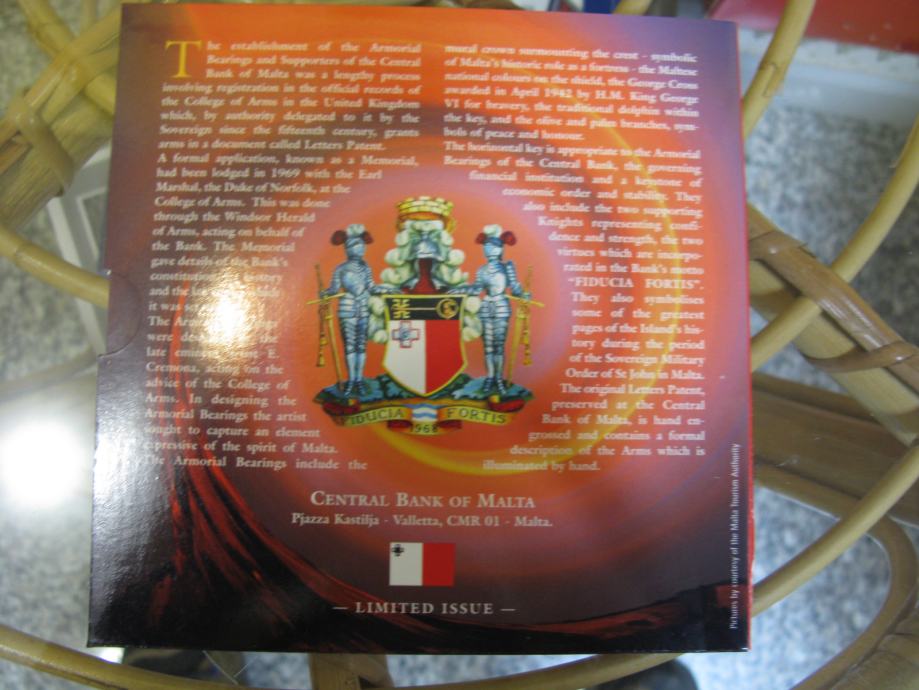 The establishment of the Armorial
Bearings and Supporters of the Central
Bank of Malta was a lengthy process
involving registration in the official records of
the College of Arms in the United Kingdom
which, by authority delegated to it by the
Sovereign since the fifteenth century, grants
arms in a document called Letters Patent.
A formal application, known as a Memorial,
had been lodged in 1969 with the Earl
Marshal, the Duke of Norfolk, at the
College of Arms. This was done
through the Windsor Herald
of Arms, acting on behalf of
the Bank. The Memorial
gave details of the Bank's
constitution history
and the
it was
The
were the
late E.
Cremona, acting on the
advice of the College of
Arms. In designing the
Armorial Bearings the artist
sought to capture an element
expressive of the spirit of Malta.
The Armorial Bearings include the
mural crown surmounting the crest - symbolic
of Malta's historic role as a fortress - the Maltese
national colours on the shield, the George Cross
awarded in April 1942 by H.M. King George
VI for bravery, the traditional dolphin within
the key, and the olive and palm branches, sym-
bols of peace and honour.
The horizontal key is appropriate to the Armorial
Bearings of the Central Bank, the governing
financial institution and a keystone of
economic order and stability. They
also include the two supporting
Knights representing confi-
dence and strength, the two
virtues which are incorpo-
rated in the Bank's motto
"FIDUCIA FORTIS".
They also symbolises
some of the greatest
pages of the Island's his-
tory during the period
of the Sovereign Military
Order of St John in Malta.
The original Letters Patent,
preserved at the Central
Bank of Malta, is hand en-
grossed and contains a formal
description of the Arms which is
illuminated by hand.
FIDUCIA FORTIS
1968
CENTRAL BANK OF MALTA
Pjazza Kastilja - Valletta, CMR 01 - Malta.
— LIMITED ISSUE —
Pictures by courtesy of the Malta Tourism Authority